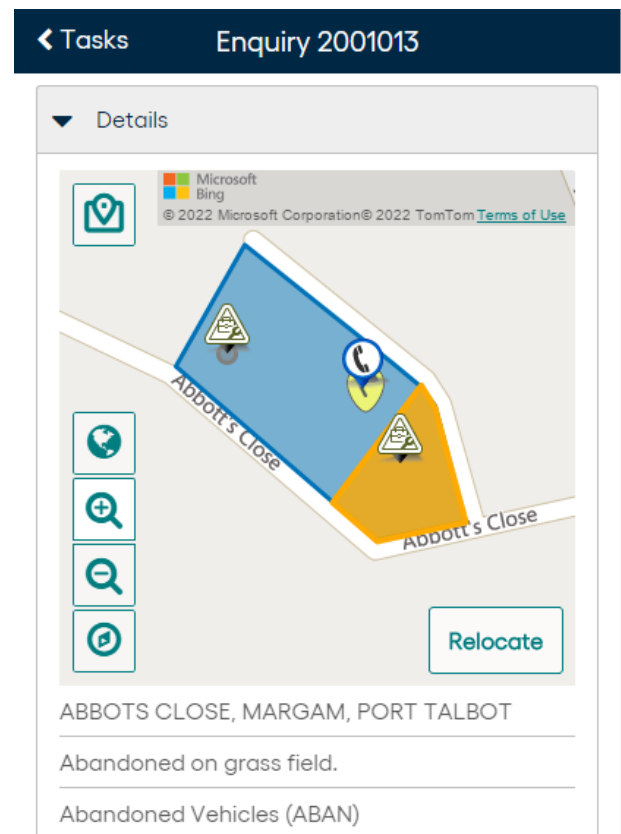 Tasks
Enquiry 2001013
Details
Microsoft
Bing
© 2022 Microsoft Corporation© 2022 TomTom Terms of Use
Abbott's Close
Abbott's Close
Relocate
ABBOTS CLOSE, MARGAM, PORT TALBOT
Abandoned on grass field.
Abandoned Vehicles (ABAN)